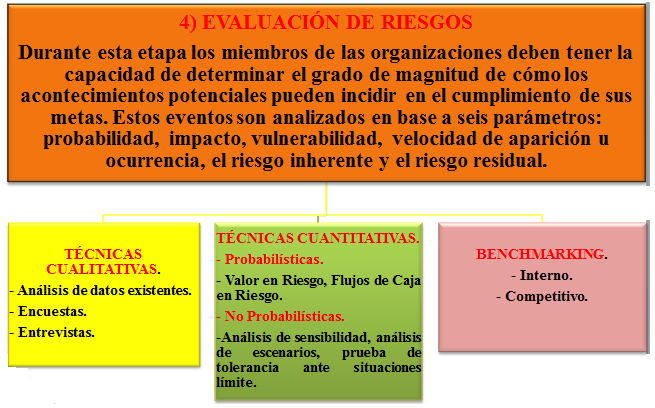 4) EVALUACIÓN DE RIESGOS
Durante esta etapa los miembros de las organizaciones deben tener la
capacidad de determinar el grado de magnitud de cómo los
acontecimientos potenciales pueden incidir en el cumplimiento de sus
metas. Estos eventos son analizados en base a seis parámetros:
probabilidad, impacto, vulnerabilidad, velocidad de aparición u
ocurrencia, el riesgo inherente y el riesgo residual.
TÉCNICAS
CUALITATIVAS.
- Análisis de datos existentes.
- Encuestas.
- Entrevistas.
TÉCNICAS CUANTITATIVAS.
- Probabilísticas.
- Valor en Riesgo, Flujos de Caja
en Riesgo.
- No Probabilísticas.
-Análisis de sensibilidad, análisis
de escenarios, prueba de
tolerancia ante situaciones
límite.
BENCHMARKING.
- Interno.
- Competitivo.